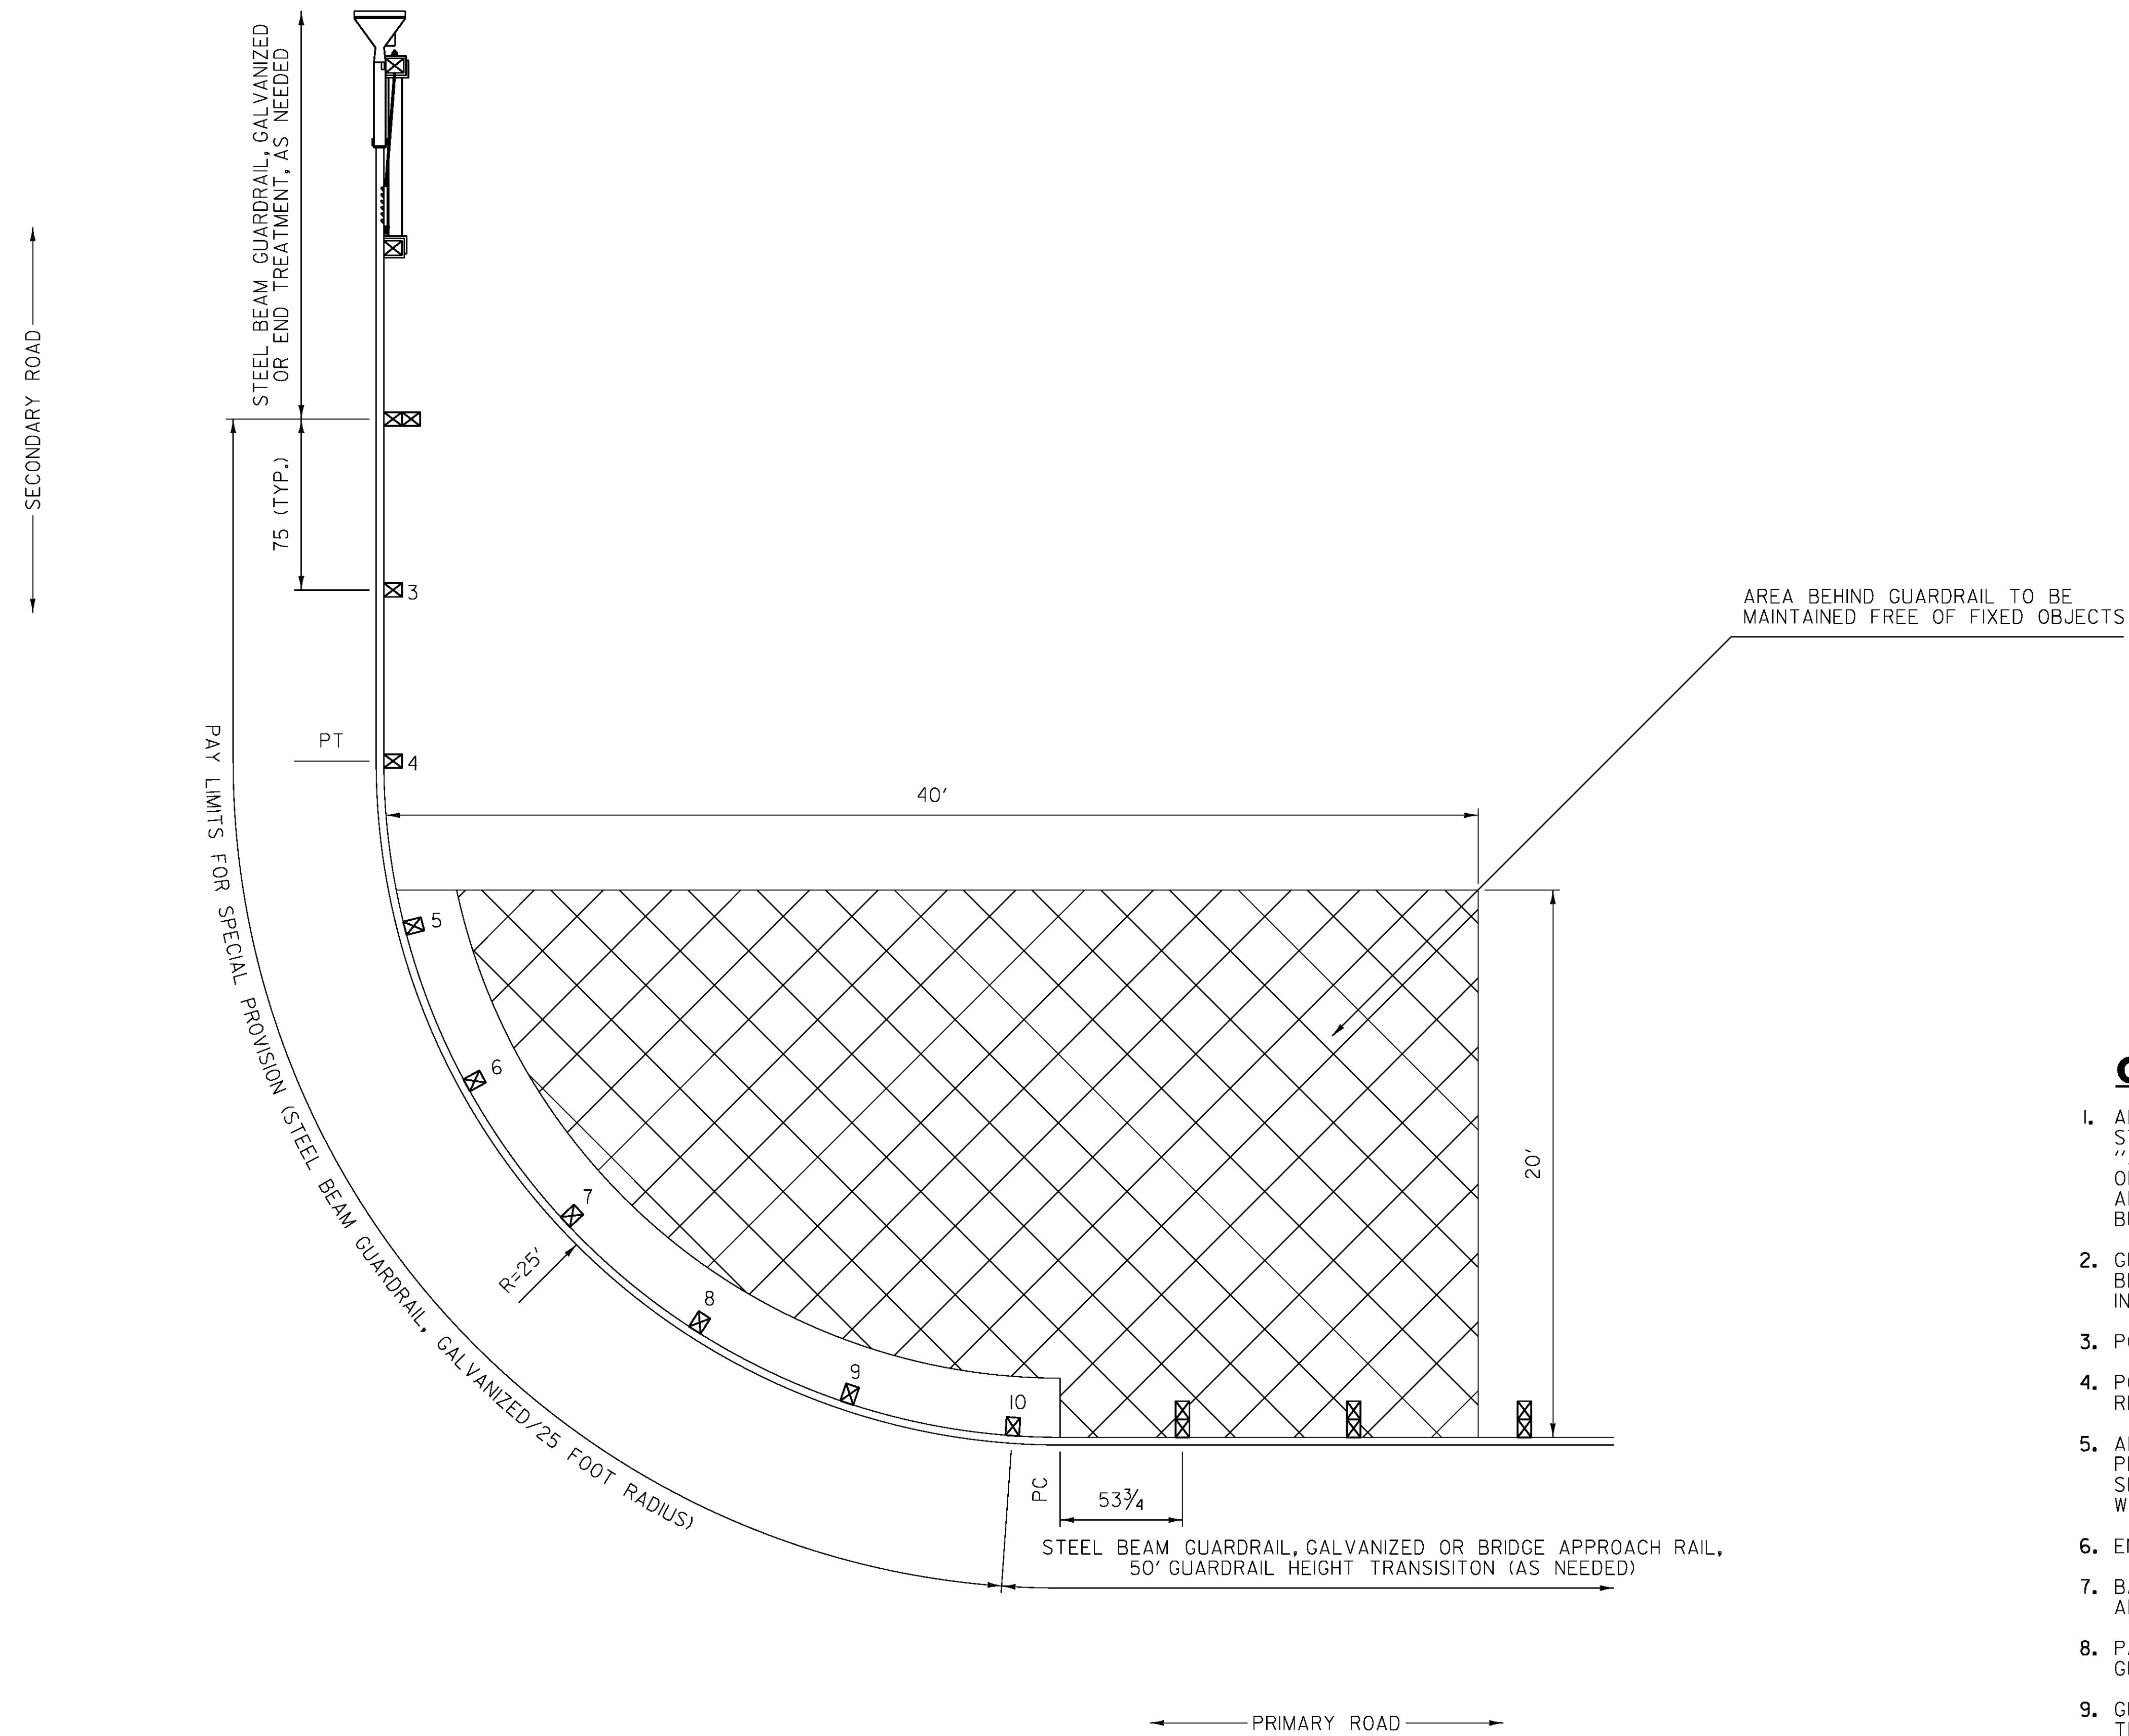 STEEL BEAM GUARDRAIL, GALVANIZED
OR END TREATMENT, AS NEEDED
SECONDARY ROAD
75 (TYP.)
3
PT
4
40'
AREA BEHIND GUARDRAIL TO BE
MAINTAINED FREE OF FIXED OBJECTS
5
6
7
8
9
10
R=25'
20'
PAY LIMITS FOR SPECIAL PROVISION (STEEL BEAM GUARDRAIL, GALVANIZED/25 FOOT RADIUS)
PC
53¾
STEEL BEAM GUARDRAIL, GALVANIZED OR BRIDGE APPROACH RAIL,
50' GUARDRAIL HEIGHT TRANSISITON (AS NEEDED)
PRIMARY ROAD
1.
2.
3.
4.
5.
6.
7.
8.
9.